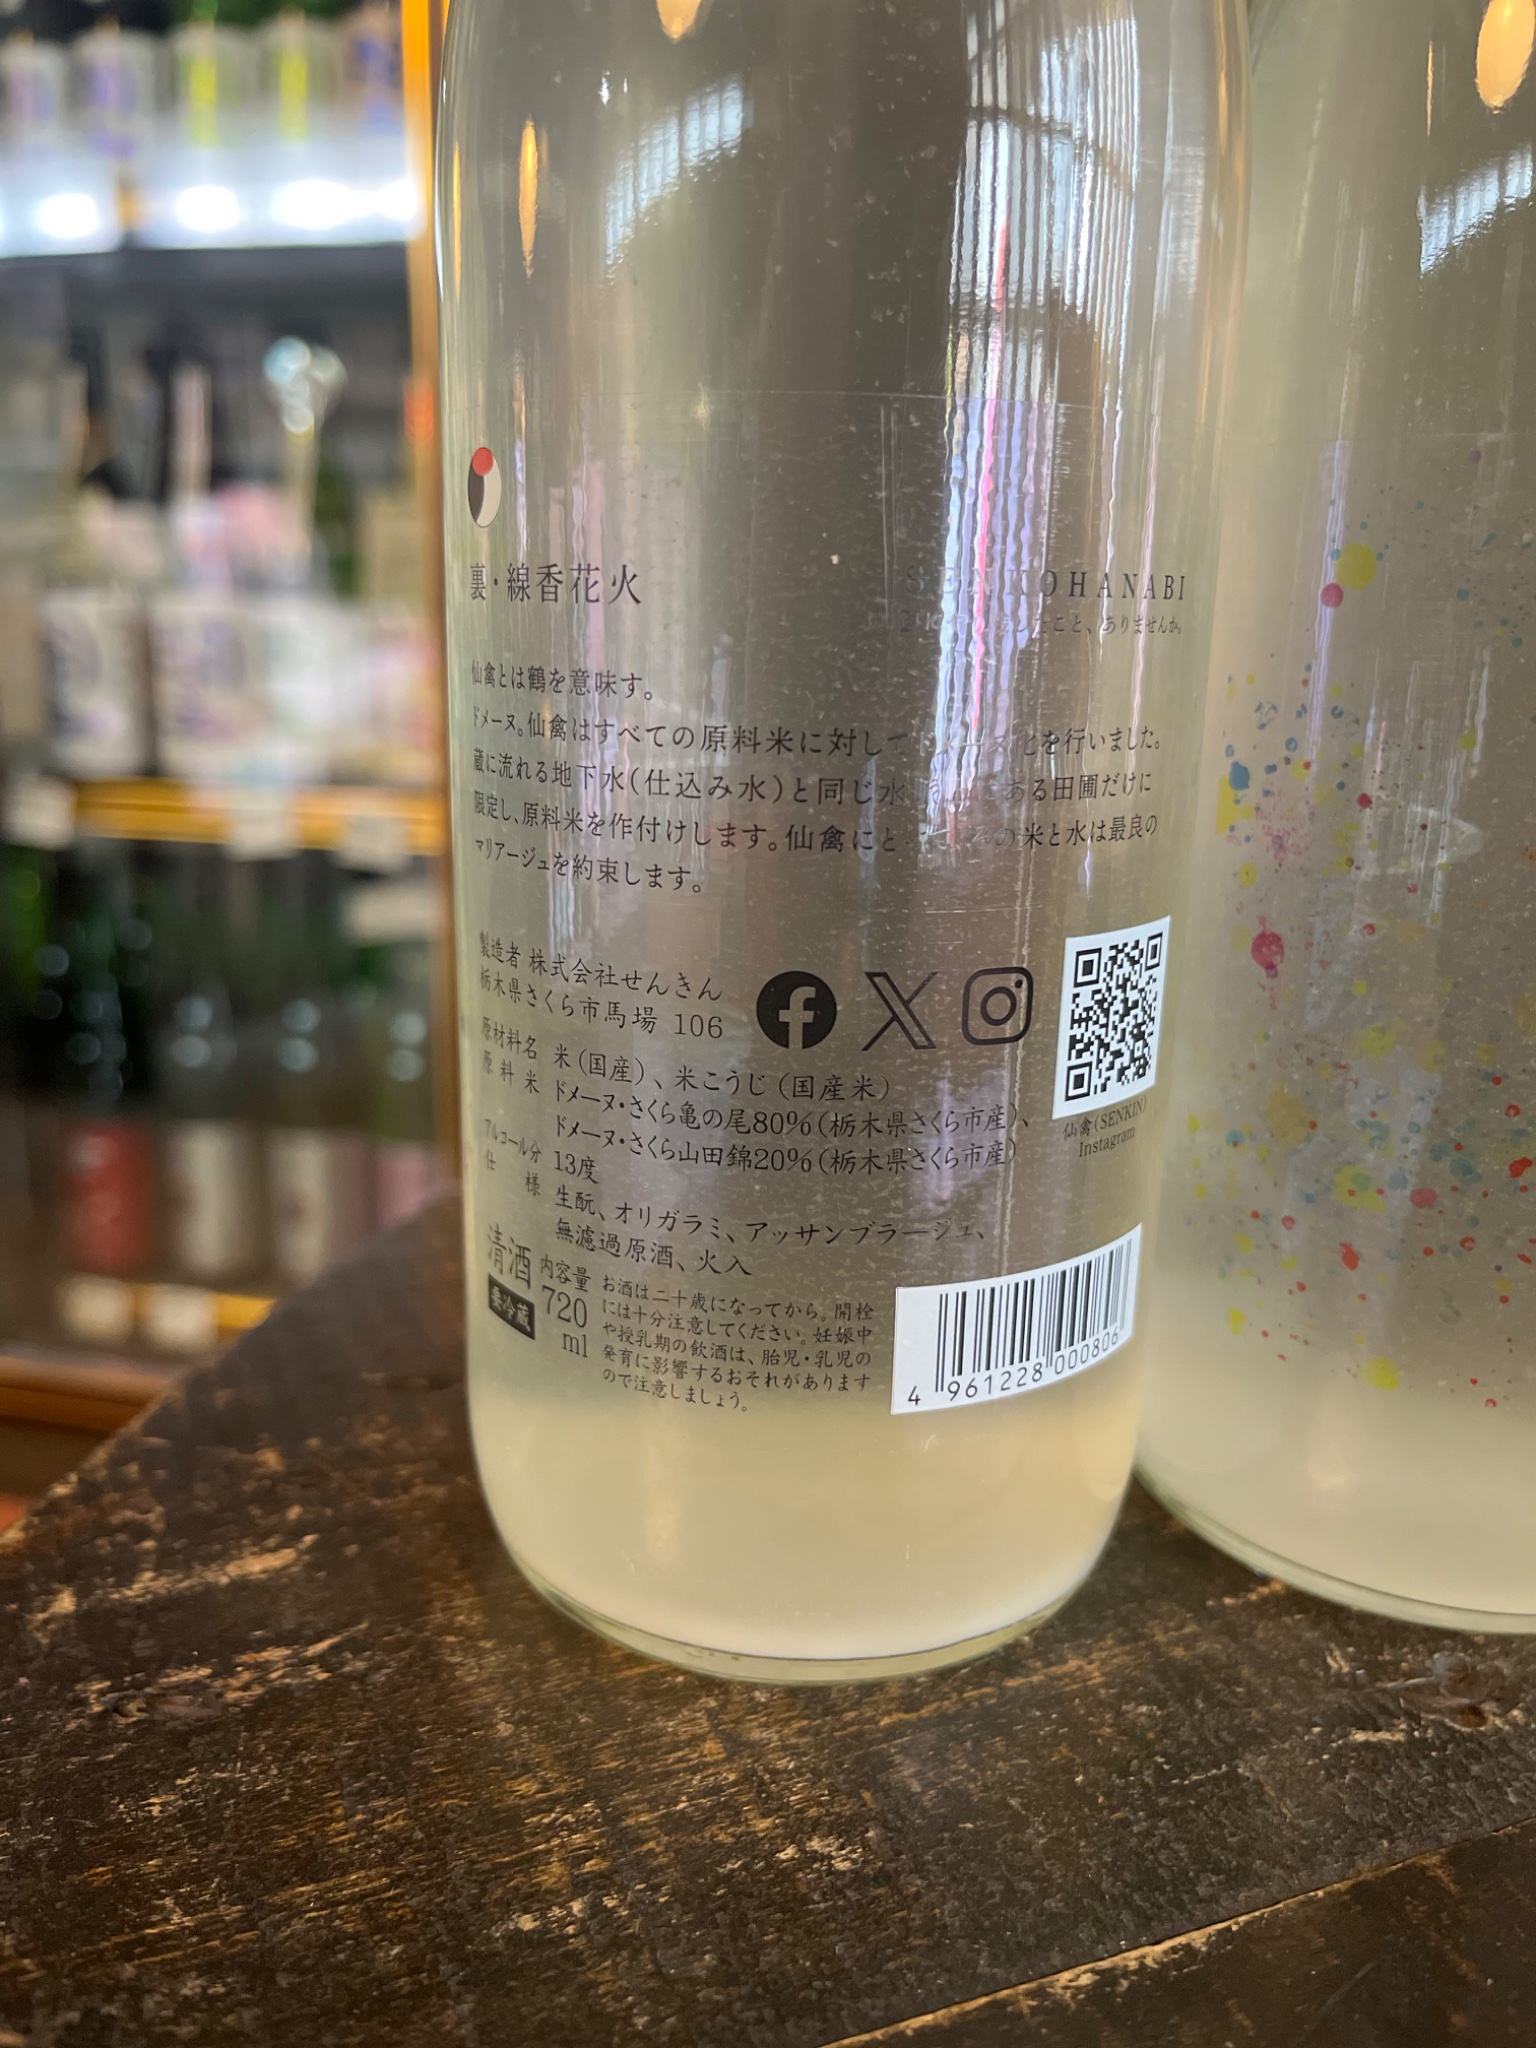 裏・線香花火
SENKOHANABI
こと、ありませんか。
仙禽とは鶴を意味す。
ドメーヌ。仙禽はすべての原料米に対してドメーヌ化を行いました。
蔵に流れる地下水(仕込み水)と同じ水 ある田圃だけに
限定し、原料米を作付けします。仙禽にと の米と水は最良の
マリアージュを約束します。
製造者 株式会社せんきん
栃木県さくら市馬場 106
原材料名 米(国産)、米こうじ(国産米)
原料米 ドメーヌ・さくら亀の尾80%(栃木県さくら市産)、
ドメーヌ・さくら山田錦20%(栃木県さくら市産)
アルコール分 13度
仕様 生酛、オリガラミ、アッサンブラージュ、
無濾過原酒、火入
仙禽(SENKIN)
Instagram
清酒
要冷蔵
内容量
720
ml
お酒は二十歳になってから。開栓
には十分注意してください。妊娠中
や授乳期の飲酒は、胎児・乳児の
発育に影響するおそれがあります
ので注意しましょう。
4 961228 000806